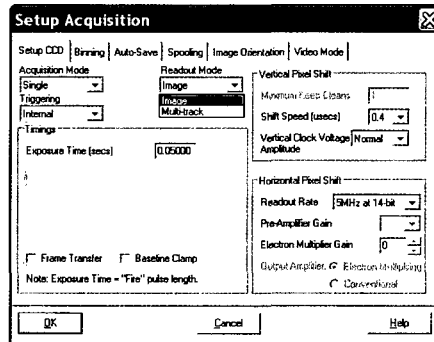 Setup Acquisition
Setup CCD Binning Auto-Save Spooling Image Orientation Video Mode
Acquisition Mode
Single
Triggering
Internal
Readout Mode
Image
Image
Multi-track
Timings
Exposure Time (secs) 0.05000
Frame Transfer Baseline Clamp
Note: Exposure Time = "Fire" pulse length.
Vertical Pixel Shift
Shift Speed (usecs) 0.4
Vertical Clock Voltage Normal
Amplitude
Horizontal Pixel Shift
Readout Rate 5MHz at 14-bit
Pre-Amplifier Gain
Electron Multiplier Gain 0
Output Amplifier Electron Multiplying
Conventional
OK Cancel Help